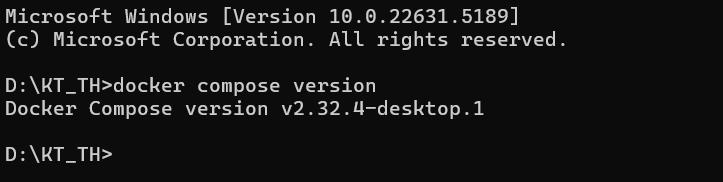 Microsoft Windows [Version 10.0.22631.5189]
(c) Microsoft Corporation. All rights reserved.
D:\KT_TH>docker compose version
Docker Compose version v2.32.4-desktop.1
D:\KT_TH>